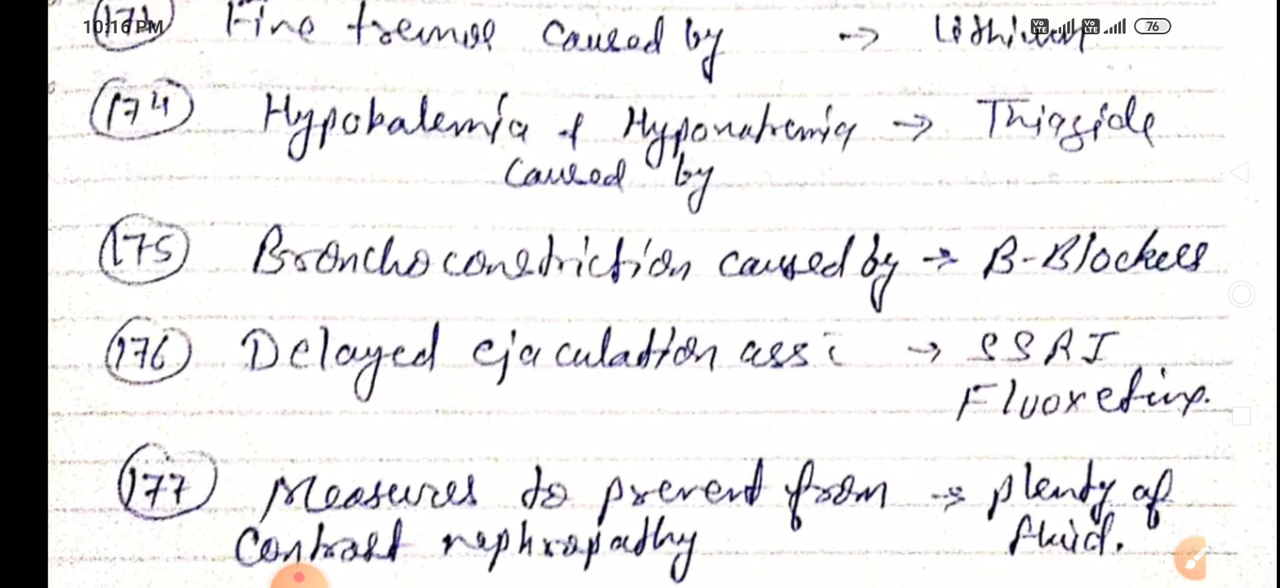 10:16 PM 76
Fine tremor caused by → Lithium
174 Hypokalemia & Hyponatremia → Thiazide
caused by
175 Bronchoconstriction caused by → B-Blockers
176 Delayed ejaculation ass c → SSRI
Fluoxetine.
177 Measures to prevent from → plenty of
Contrast nephropathy fluid.